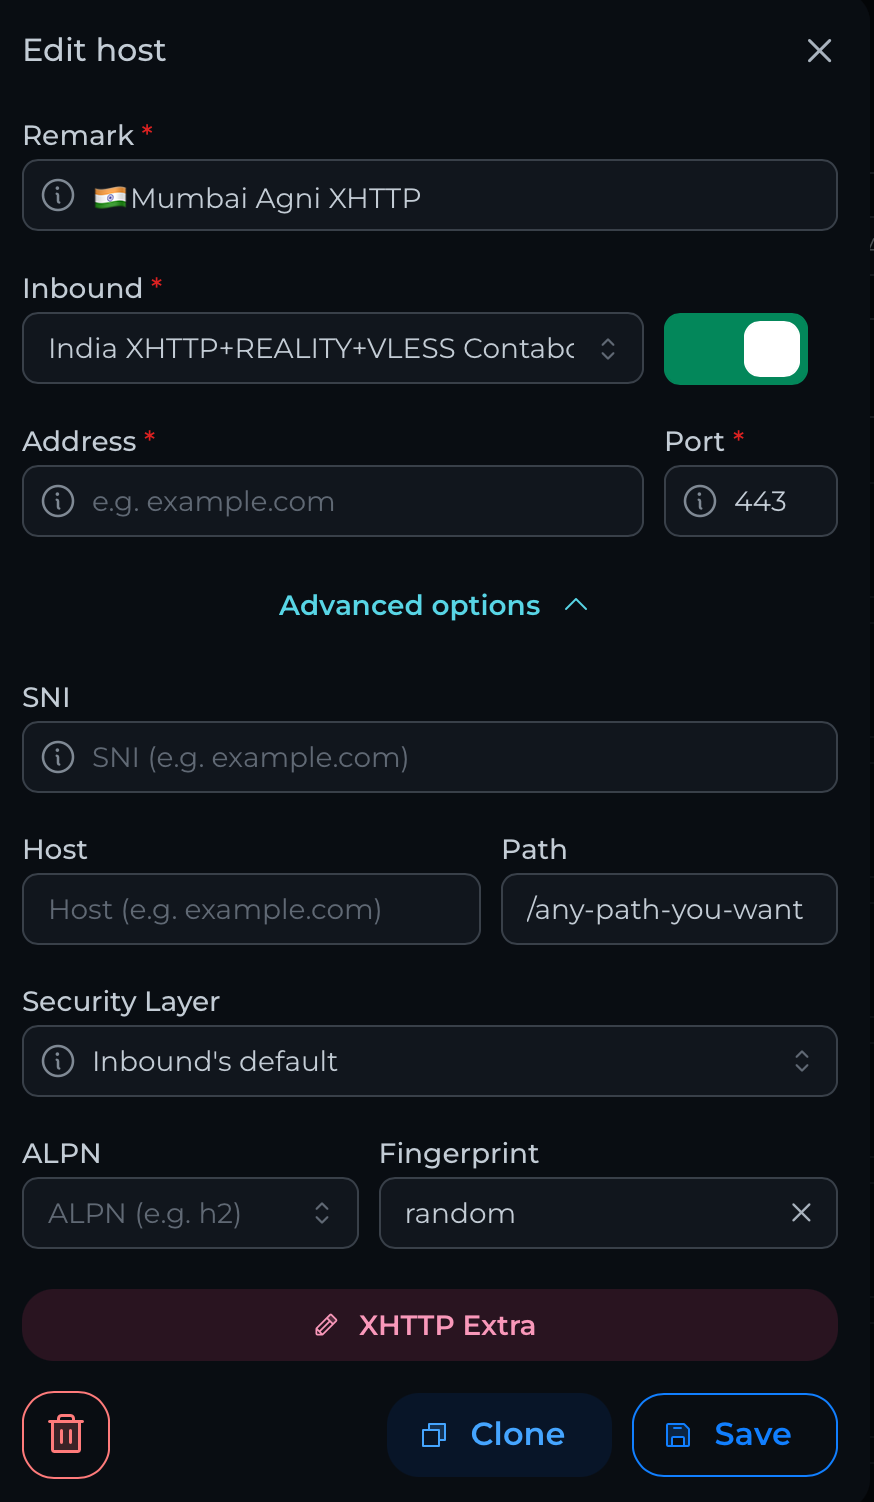 Edit host
Remark *
🇮🇳Mumbai Agni XHTTP
Inbound *
India XHTTP+REALITY+VLESS Contabo
Address *
Port *
e.g. example.com
443
Advanced options
SNI
SNI (e.g. example.com)
Host
Path
Host (e.g. example.com)
/any-path-you-want
Security Layer
Inbound's default
ALPN
Fingerprint
ALPN (e.g. h2)
random
XHTTP Extra
Clone
Save